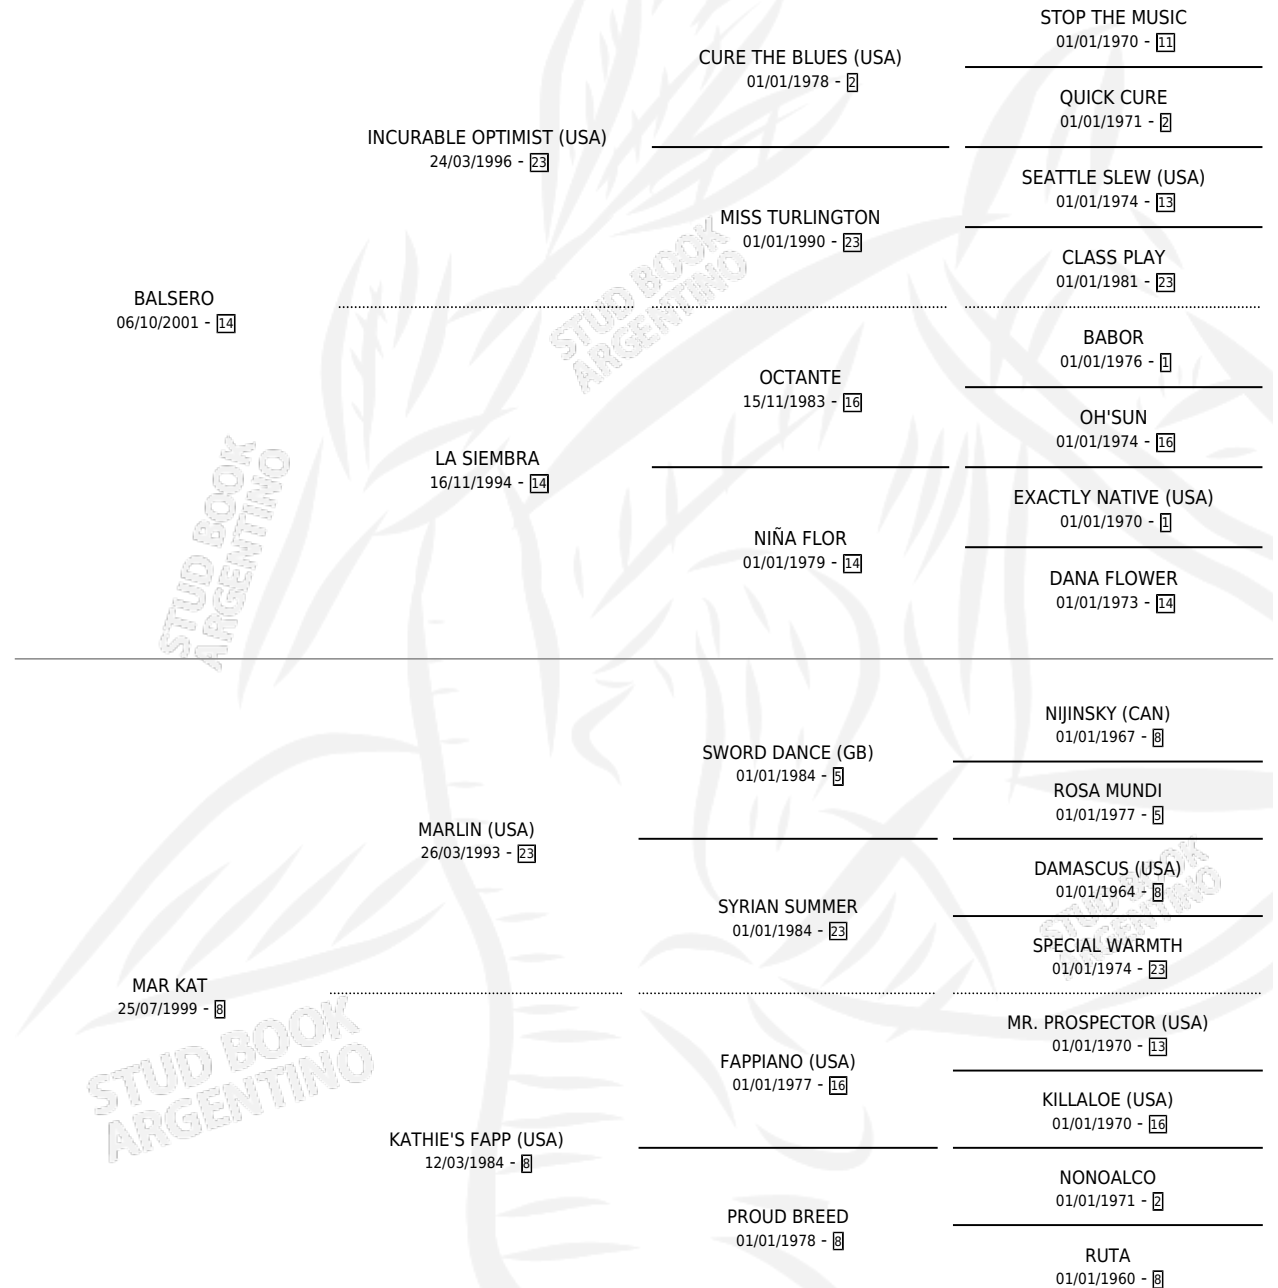 STOP THE MUSIC
01/01/1970 - 11
CURE THE BLUES (USA)
01/01/1978 - 2
QUICK CURE
01/01/1971 - 2
INCURABLE OPTIMIST (USA)
24/03/1996 - 23
SEATTLE SLEW (USA)
01/01/1974 - 13
MISS TURLINGTON
01/01/1990 - 23
CLASS PLAY
01/01/1981 - 23
BALSERO
06/10/2001 - 14
BABOR
01/01/1976 - 1
OCTANTE
15/11/1983 - 16
OH'SUN
01/01/1974 - 16
LA SIEMBRA
16/11/1994 - 14
EXACTLY NATIVE (USA)
01/01/1970 - 1
NIÑA FLOR
01/01/1979 - 14
DANA FLOWER
01/01/1973 - 14
STUD BOOK
ARGENTINO
STUD BOOK
ARGENTINO
NIJINSKY (CAN)
01/01/1967 - 8
SWORD DANCE (GB)
01/01/1984 - 5
ROSA MUNDI
01/01/1977 - 5
MARLIN (USA)
26/03/1993 - 23
DAMASCUS (USA)
01/01/1964 - 8
SYRIAN SUMMER
01/01/1984 - 23
SPECIAL WARMTH
01/01/1974 - 23
MAR KAT
25/07/1999 - 8
MR. PROSPECTOR (USA)
01/01/1970 - 13
FAPPIANO (USA)
01/01/1977 - 16
KILLALOE (USA)
01/01/1970 - 16
KATHIE'S FAPP (USA)
12/03/1984 - 8
NONOALCO
01/01/1971 - 2
PROUD BREED
01/01/1978 - 8
RUTA
01/01/1960 - 8
STUD BOOK
ARGENTINO
STUD BOOK
ARGENTINO